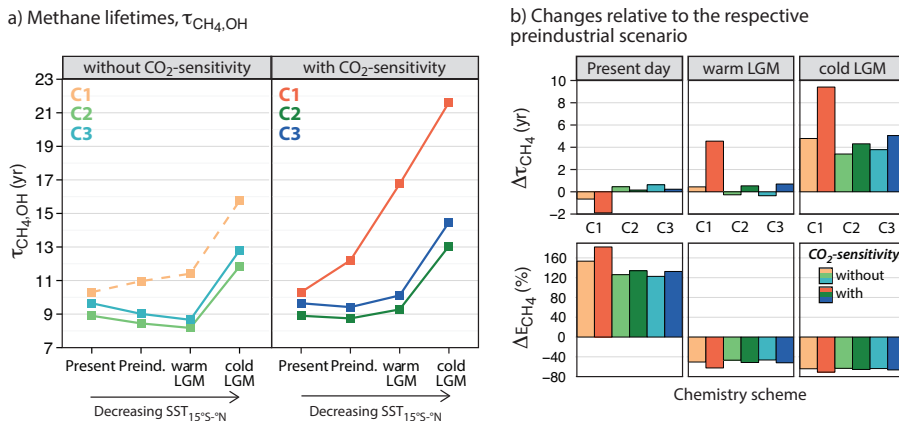 a) Methane lifetimes, τCH₄,OH
without CO₂-sensitivity
with CO₂-sensitivity
τCH₄,OH (yr)
23
21
19
17
15
13
11
9
7
C1
C2
C3
C1
C2
C3
Present Preind. warm LGM cold LGM
Present Preind. warm LGM cold LGM
Decreasing SST15°S-°N
Decreasing SST15°S-°N
b) Changes relative to the respective
preindustrial scenario
Present day
warm LGM
cold LGM
ΔτCH₄ (yr)
10
8
6
4
2
0
−2
C1 C2 C3
C1 C2 C3
C1 C2 C3
ΔECH₄ (%)
160
120
80
40
0
−40
−80
CO₂-sensitivity
without
with
Chemistry scheme